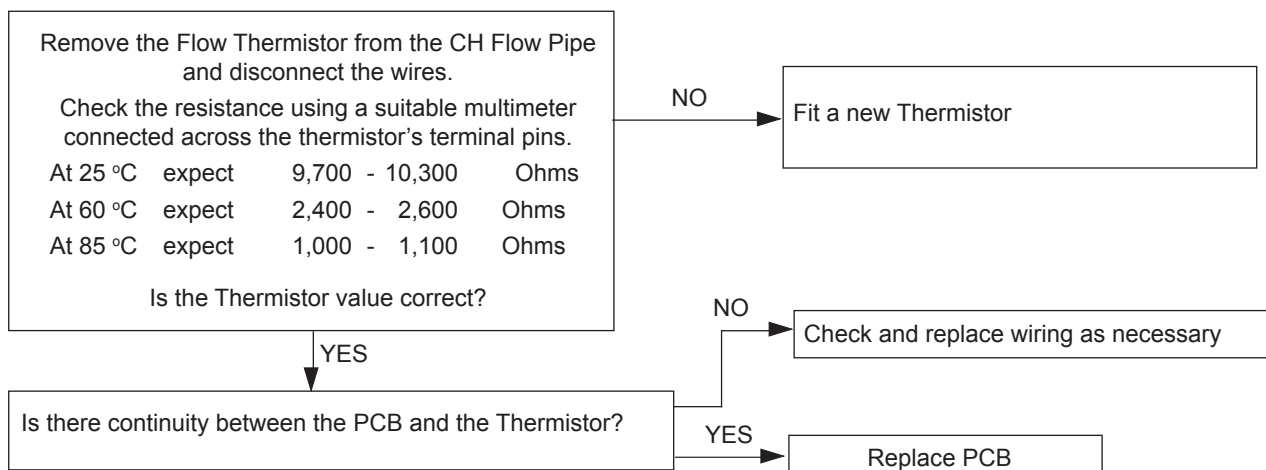 Remove the Flow Thermistor from the CH Flow Pipe
and disconnect the wires.
Check the resistance using a suitable multimeter
connected across the thermistor’s terminal pins.
At 25 ºC expect 9,700 - 10,300 Ohms
At 60 ºC expect 2,400 - 2,600 Ohms
At 85 ºC expect 1,000 - 1,100 Ohms
Is the Thermistor value correct?
NO
Fit a new Thermistor
YES
Is there continuity between the PCB and the Thermistor?
NO
Check and replace wiring as necessary
YES
Replace PCB